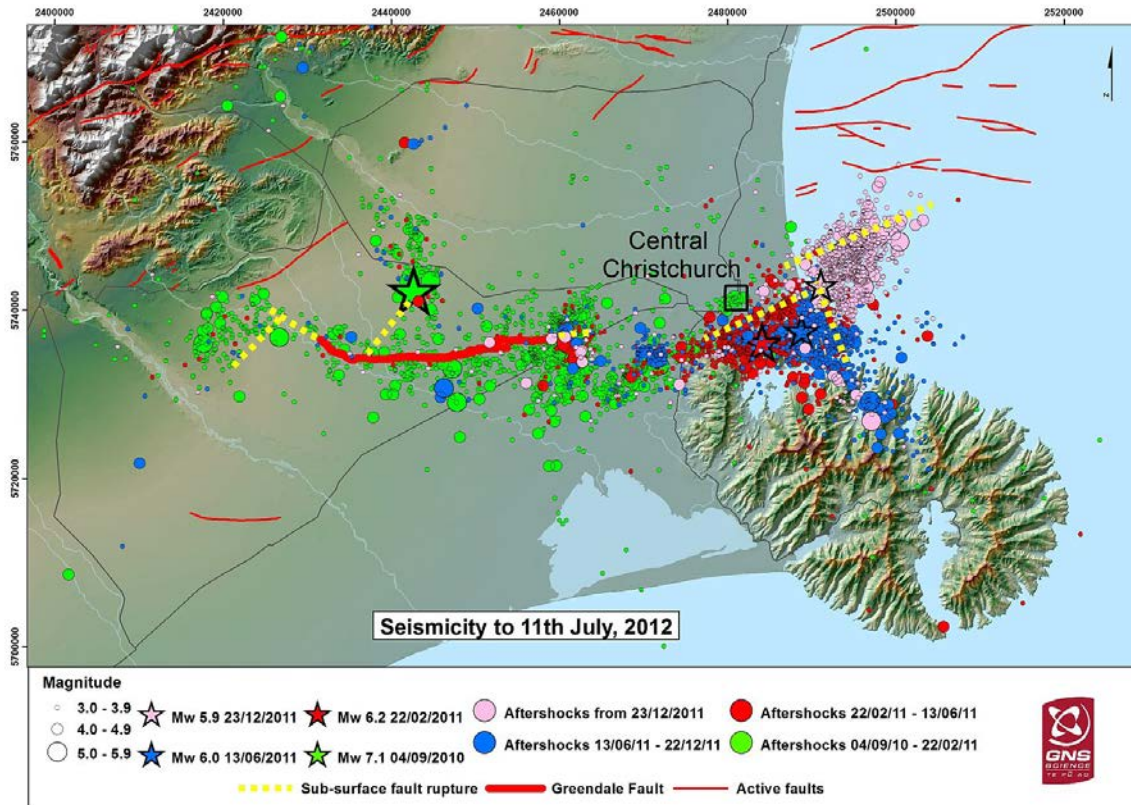 2400000 2420000 2440000 2460000 2480000 2500000 2520000
5760000
5740000
5720000
5700000
Z
Central
Christchurch
Seismicity to 11th July, 2012
Magnitude
3.0 - 3.9
4.0 - 4.9
5.0 - 5.9
Mw 5.9 23/12/2011
Mw 6.0 13/06/2011
Mw 6.2 22/02/2011
Mw 7.1 04/09/2010
Aftershocks from 23/12/2011
Aftershocks 13/06/11 - 22/12/11
Aftershocks 22/02/11 - 13/06/11
Aftershocks 04/09/10 - 22/02/11
Sub-surface fault rupture
Greendale Fault
Active faults
GNS
SCIENCE
TE PŪ AO